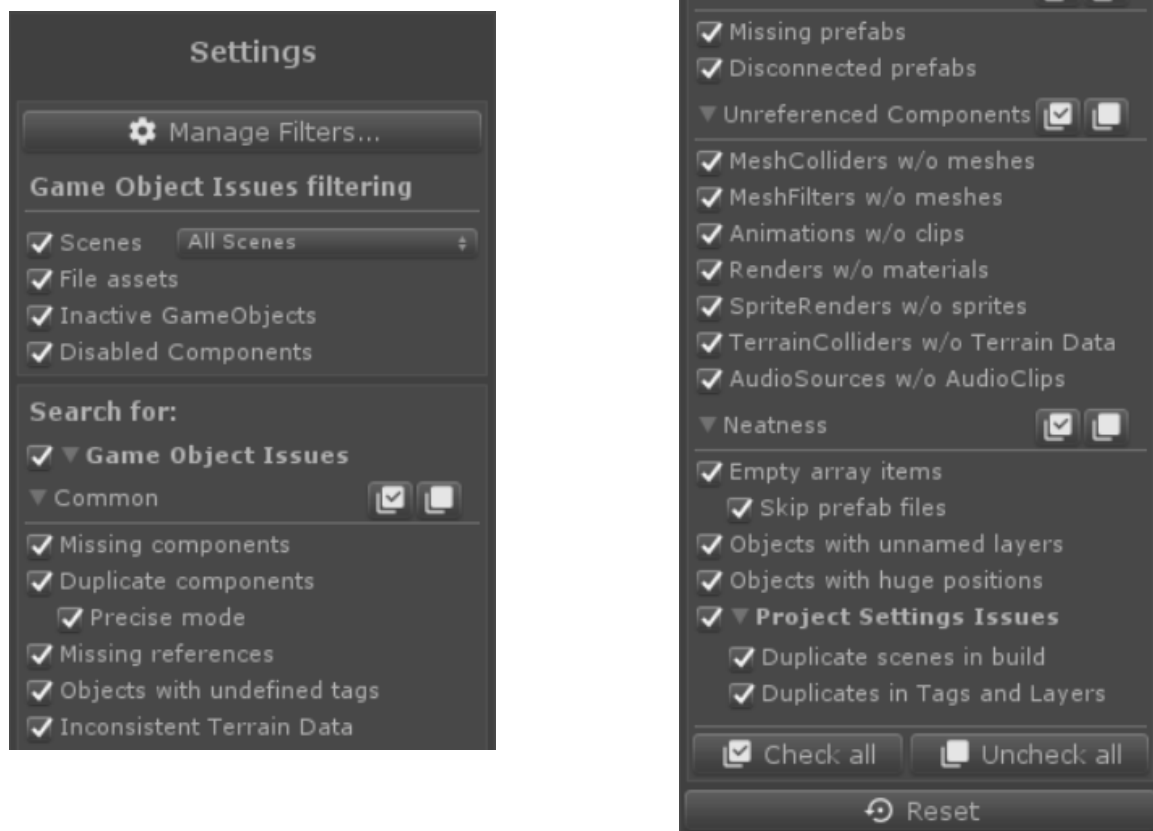 Settings
Manage Filters...
Game Object Issues filtering
Scenes All Scenes
File assets
Inactive GameObjects
Disabled Components
Search for:
Game Object Issues
Common
Missing components
Duplicate components
Precise mode
Missing references
Objects with undefined tags
Inconsistent Terrain Data
Missing prefabs
Disconnected prefabs
Unreferenced Components
MeshColliders w/o meshes
MeshFilters w/o meshes
Animations w/o clips
Renders w/o materials
SpriteRenders w/o sprites
TerrainColliders w/o Terrain Data
AudioSources w/o AudioClips
Neatness
Empty array items
Skip prefab files
Objects with unnamed layers
Objects with huge positions
Project Settings Issues
Duplicate scenes in build
Duplicates in Tags and Layers
Check all Uncheck all
Reset